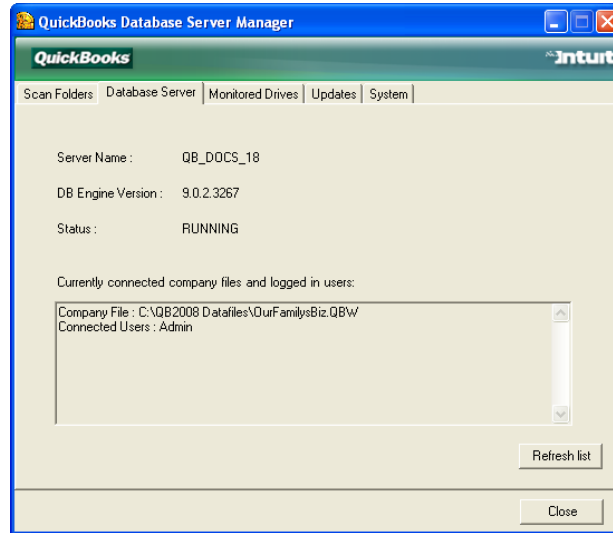 QuickBooks Database Server Manager
QuickBooks
Intuit
Scan Folders Database Server Monitored Drives Updates System
Server Name : QB_DOCS_18
DB Engine Version : 9.0.2.3267
Status : RUNNING
Currently connected company files and logged in users:
Company File : C:\QB2008 Datafiles\OurFamilysBiz.QBW
Connected Users : Admin
Refresh list
Close